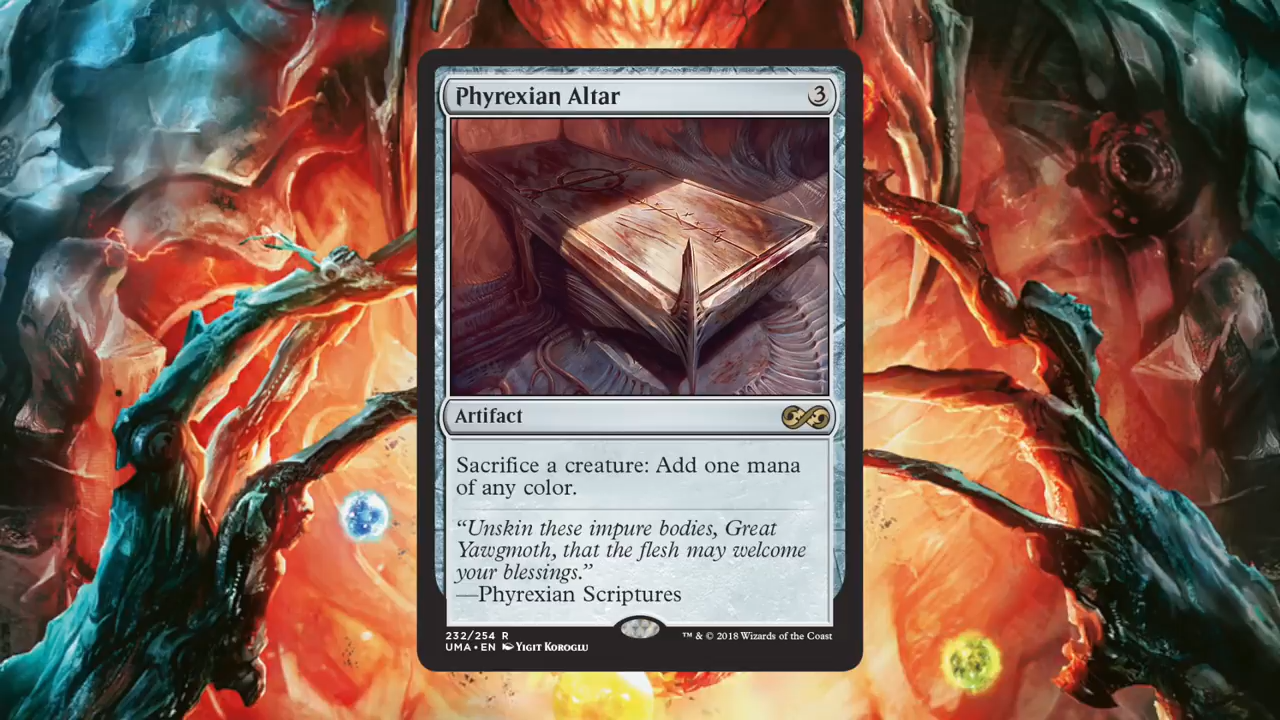 Phyrexian Altar 3
Artifact
Sacrifice a creature: Add one mana
of any color.
“Unskin these impure bodies, Great
Yawgmoth, that the flesh may welcome
your blessings.”
—Phyrexian Scriptures
232/254 R
™ & © 2018 Wizards of the Coast
UMA • EN Yigit Koroglu